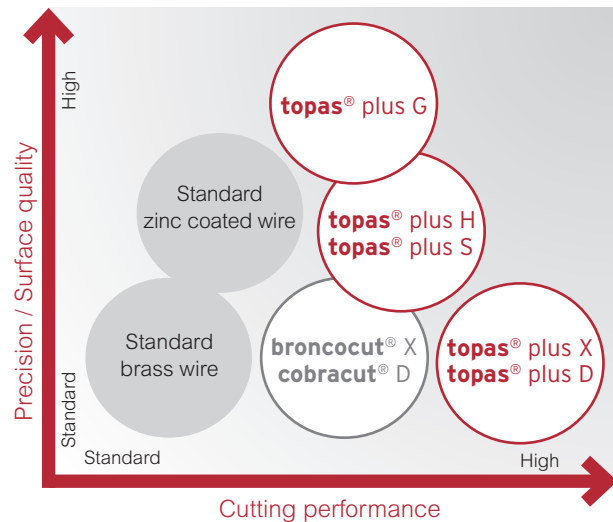 Precision / Surface quality
High
Standard
topas® plus G
Standard
zinc coated wire
topas® plus H
topas® plus S
Standard
brass wire
broncocut® X
cobracut® D
topas® plus X
topas® plus D
Standard
High
Cutting performance